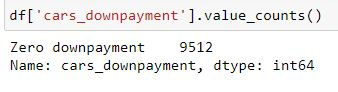 df['cars_downpayment'].value_counts()
Zero downpayment    9512
Name: cars_downpayment, dtype: int64